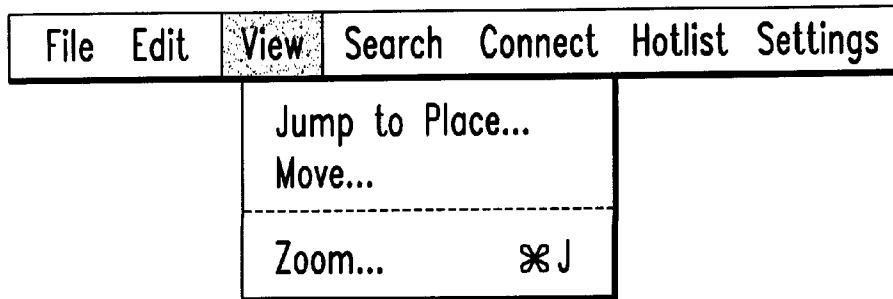 File Edit View Search Connect Hotlist Settings
Jump to Place...
Move...
Zoom... ⌘J